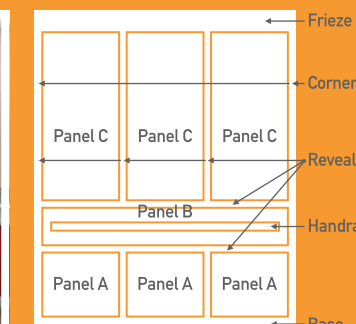 Frieze
Corner
Panel C Panel C Panel C
Reveal
Panel B
Handra
Panel A Panel A Panel A
Base